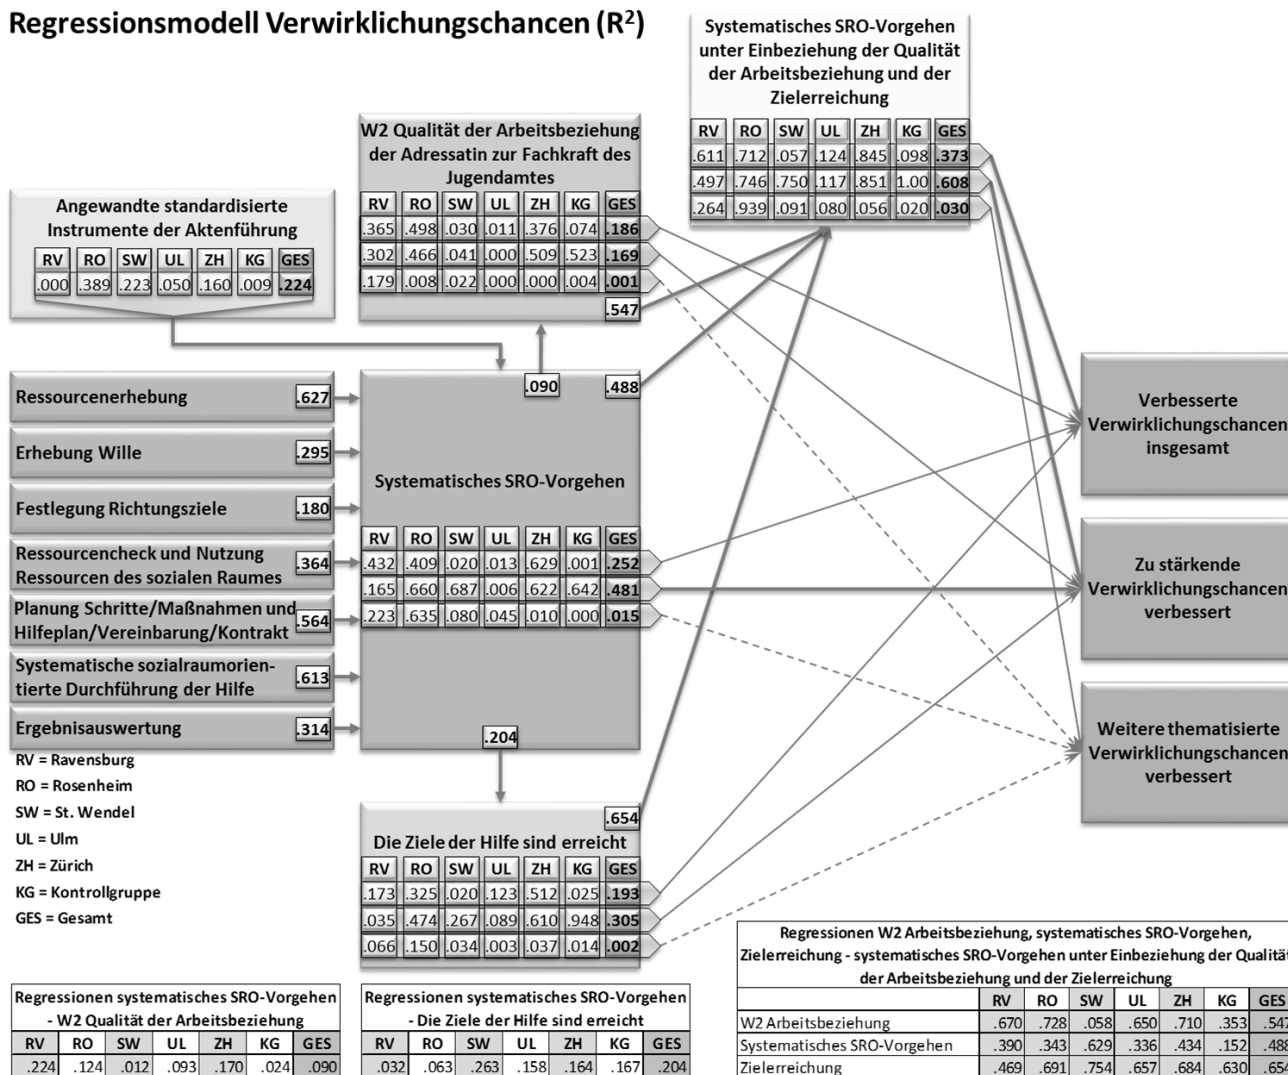 Regressionsmodell Verwirklichungschancen (R²)
Systematisches SRO-Vorgehen
unter Einbeziehung der Qualität
der Arbeitsbeziehung und der
Zielerreichung
RV RO SW UL ZH KG GES
.611 .712 .057 .124 .845 .098 .373
.497 .746 .750 .117 .851 1.00 .608
.264 .939 .091 .080 .056 .020 .030
W2 Qualität der Arbeitsbeziehung
der Adressatin zur Fachkraft des
Jugendamtes
RV RO SW UL ZH KG GES
.365 .498 .030 .011 .376 .074 .186
.302 .466 .041 .000 .509 .523 .169
.179 .008 .022 .000 .000 .004 .001
.547
Angewandte standardisierte
Instrumente der Aktenführung
RV RO SW UL ZH KG GES
.000 .389 .223 .050 .160 .009 .224
Ressourcenerhebung .627
Erhebung Wille .295
Festlegung Richtungsziele .180
Ressourcencheck und Nutzung
Ressourcen des sozialen Raumes .364
Planung Schritte/Maßnahmen und
Hilfeplan/Vereinbarung/Kontrakt .564
Systematische sozialraumorien-
tierte Durchführung der Hilfe .613
Ergebnisauswertung .314
.090 .488
Systematisches SRO-Vorgehen
RV RO SW UL ZH KG GES
.432 .409 .020 .013 .629 .001 .252
.165 .660 .687 .006 .622 .642 .481
.223 .635 .080 .045 .010 .000 .015
.204
Verbesserte
Verwirklichungschancen
insgesamt
Zu stärkende
Verwirklichungschancen
verbessert
Weitere thematisierte
Verwirklichungschancen
verbessert
RV = Ravensburg
RO = Rosenheim
SW = St. Wendel
UL = Ulm
ZH = Zürich
KG = Kontrollgruppe
GES = Gesamt
.654
Die Ziele der Hilfe sind erreicht
RV RO SW UL ZH KG GES
.173 .325 .020 .123 .512 .025 .193
.035 .474 .267 .089 .610 .948 .305
.066 .150 .034 .003 .037 .014 .002
Regressionen systematisches SRO-Vorgehen
- W2 Qualität der Arbeitsbeziehung
RV RO SW UL ZH KG GES
.224 .124 .012 .093 .170 .024 .090
Regressionen systematisches SRO-Vorgehen
- Die Ziele der Hilfe sind erreicht
RV RO SW UL ZH KG GES
.032 .063 .263 .158 .164 .167 .204
Regressionen W2 Arbeitsbeziehung, systematisches SRO-Vorgehen,
Zielerreichung - systematisches SRO-Vorgehen unter Einbeziehung der Qualität
der Arbeitsbeziehung und der Zielerreichung
RV RO SW UL ZH KG GES
W2 Arbeitsbeziehung .670 .728 .058 .650 .710 .353 .547
Systematisches SRO-Vorgehen .390 .343 .629 .336 .434 .152 .488
Zielerreichung .469 .691 .754 .657 .684 .630